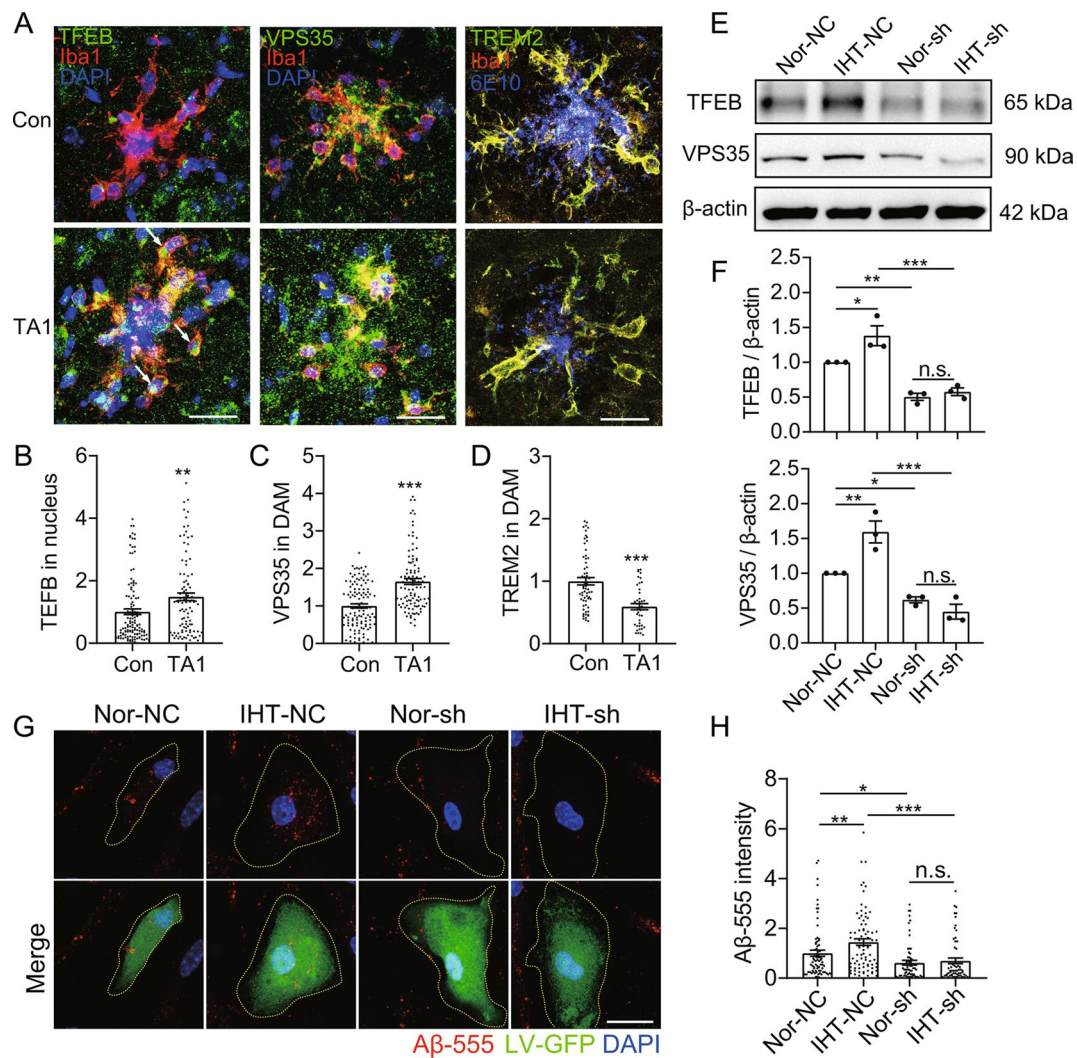 A
TFEB
Iba1
DAPI
VPS35
Iba1
DAPI
TREM2
Iba1
6E10
Con
TA1
B
TEFB in nucleus
6
4
2
0
**
Con
TA1
C
VPS35 in DAM
5
4
3
2
1
0
***
Con
TA1
D
TREM2 in DAM
3
2
1
0
***
Con
TA1
E
Nor-NC
IHT-NC
Nor-sh
IHT-sh
TFEB
65 kDa
VPS35
90 kDa
β-actin
42 kDa
F
TFEB / β-actin
2.5
2.0
1.5
1.0
0.5
0.0
***
**
*
n.s.
VPS35 / β-actin
2.5
2.0
1.5
1.0
0.5
0.0
***
*
**
n.s.
Nor-NC
IHT-NC
Nor-sh
IHT-sh
G
Nor-NC
IHT-NC
Nor-sh
IHT-sh
Merge
Aβ-555 LV-GFP DAPI
H
Aβ-555 intensity
8
6
4
2
0
*
**
***
n.s.
Nor-NC
IHT-NC
Nor-sh
IHT-sh